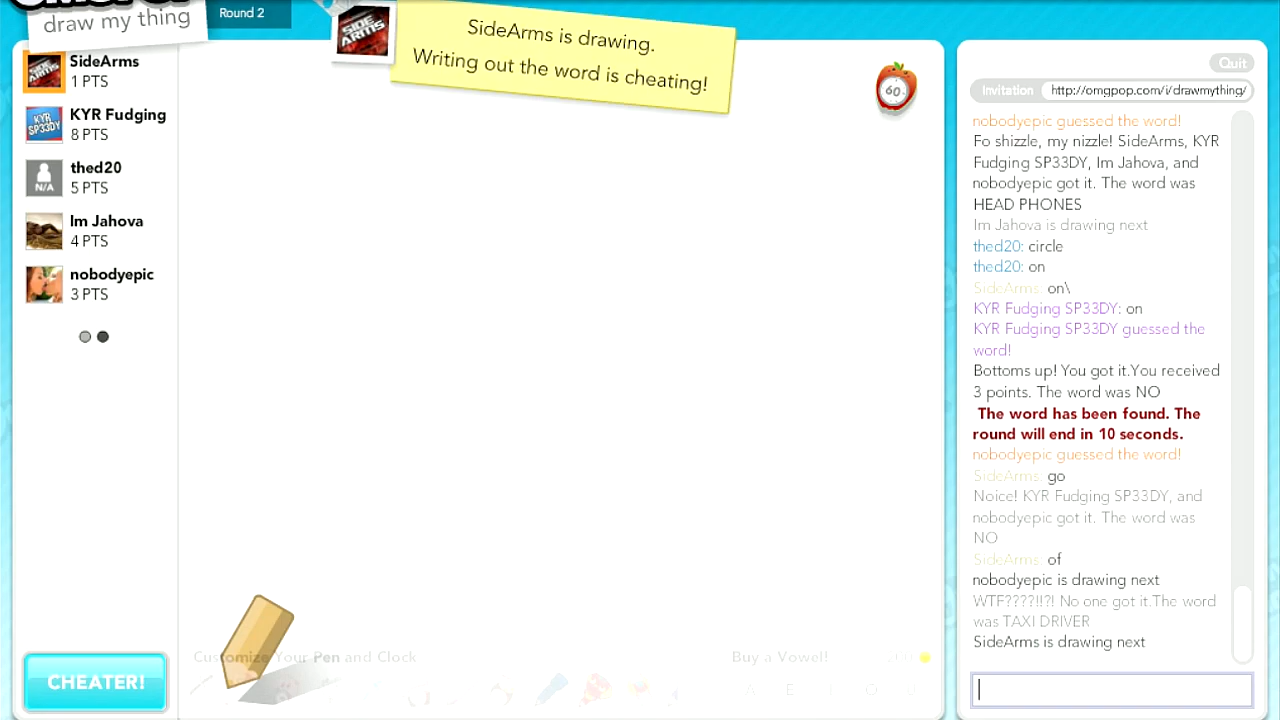 draw my thing
Round 2
SIDE ARMS
SideArms is drawing.
Writing out the word is cheating!
60
SideArms
1 PTS
KYR SP33DY
KYR Fudging
8 PTS
N/A
thed20
5 PTS
Im Jahova
4 PTS
nobodyepic
3 PTS
CHEATER!
Customize Your Pen and Clock
Buy a Vowel!
A E I O U
Quit
Invitation http://omgpop.com/i/drawmything/
nobodyepic guessed the word!
Fo shizzle, my nizzle! SideArms, KYR
Fudging SP33DY, Im Jahova, and
nobodyepic got it. The word was
HEAD PHONES
Im Jahova is drawing next
thed20: circle
thed20: on
SideArms: on\
KYR Fudging SP33DY: on
KYR Fudging SP33DY guessed the
word!
Bottoms up! You got it.You received
3 points. The word was NO
The word has been found. The
round will end in 10 seconds.
nobodyepic guessed the word!
SideArms: go
Noice! KYR Fudging SP33DY, and
nobodyepic got it. The word was
NO
SideArms: of
nobodyepic is drawing next
WTF????!!?! No one got it.The word
was TAXI DRIVER
SideArms is drawing next